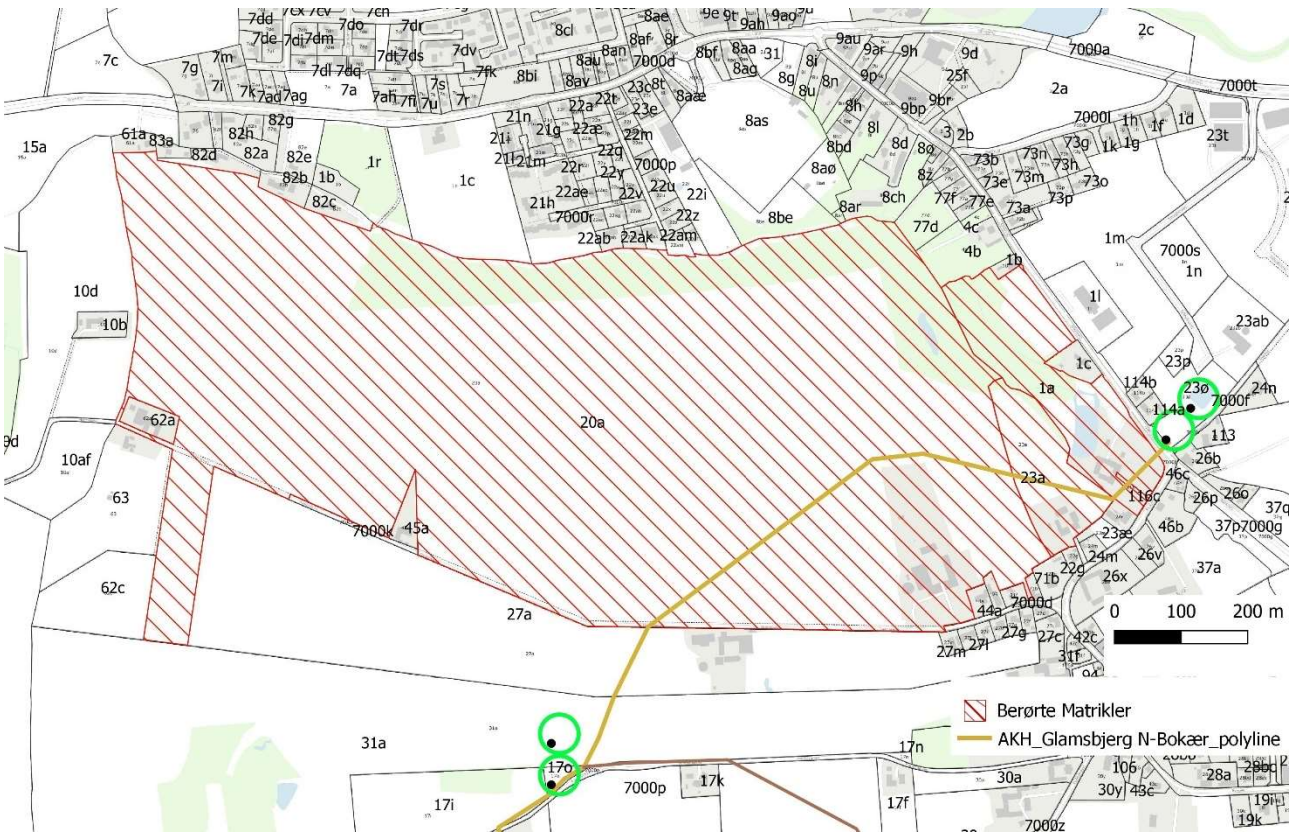 7dd
7cx
7cv
7cn
7de
7di
7dm
7do
7dr
7dt
7ds
7dv
7dl
7dq
7c
7m
7g
7i
7k
7ad
7ag
7a
7ah
7fi
7u
7s
7r
7fk
8cl
8bi
8av
8au
8an
8af
8ae
8r
7000d
8t
9e
9t
9ao
9ah
8bf
8aa
8ag
31
8g
8u
8i
8n
9au
9ar
9h
9p
8h
9bp
9br
25f
9d
7000a
2c
2a
7000t
15a
61a
83a
82g
82h
82d
82a
82e
82b
1b
82c
1r
1c
21n
21i
21g
21l
21m
21h
22a
22t
22æ
22r
22q
22y
22ae
22v
7000r
22ab
22ak
22am
23c
23e
22m
7000p
22u
22i
22z
8aæ
8as
8bd
8aø
8be
8ar
8l
8d
8ø
8z
8ch
3
2b
77f
77e
77d
4c
4b
73b
73e
73a
73n
73m
73g
73h
73o
73p
7000l
1h
1f
1d
1k
1g
23t
1b
1m
7000s
1n
1l
23ab
23p
1c
114b
23ø
7000f
24n
114a
113
1a
10d
10b
62a
10af
63
62c
20a
23a
7000k
45a
116c
46c
26b
26p
26o
37q
37p
7000g
46b
23æ
24m
26v
26x
37a
22g
71b
7000d
44a
27g
27l
27m
27c
42c
31f
94
27a
0 100 200 m
Berørte Matrikler
AKH_Glamsbjerg N-Bokær_polyline
31a
17o
17i
7000p
17k
17n
17f
30a
106
30y
43c
28a
28bd
19i
19k
7000z